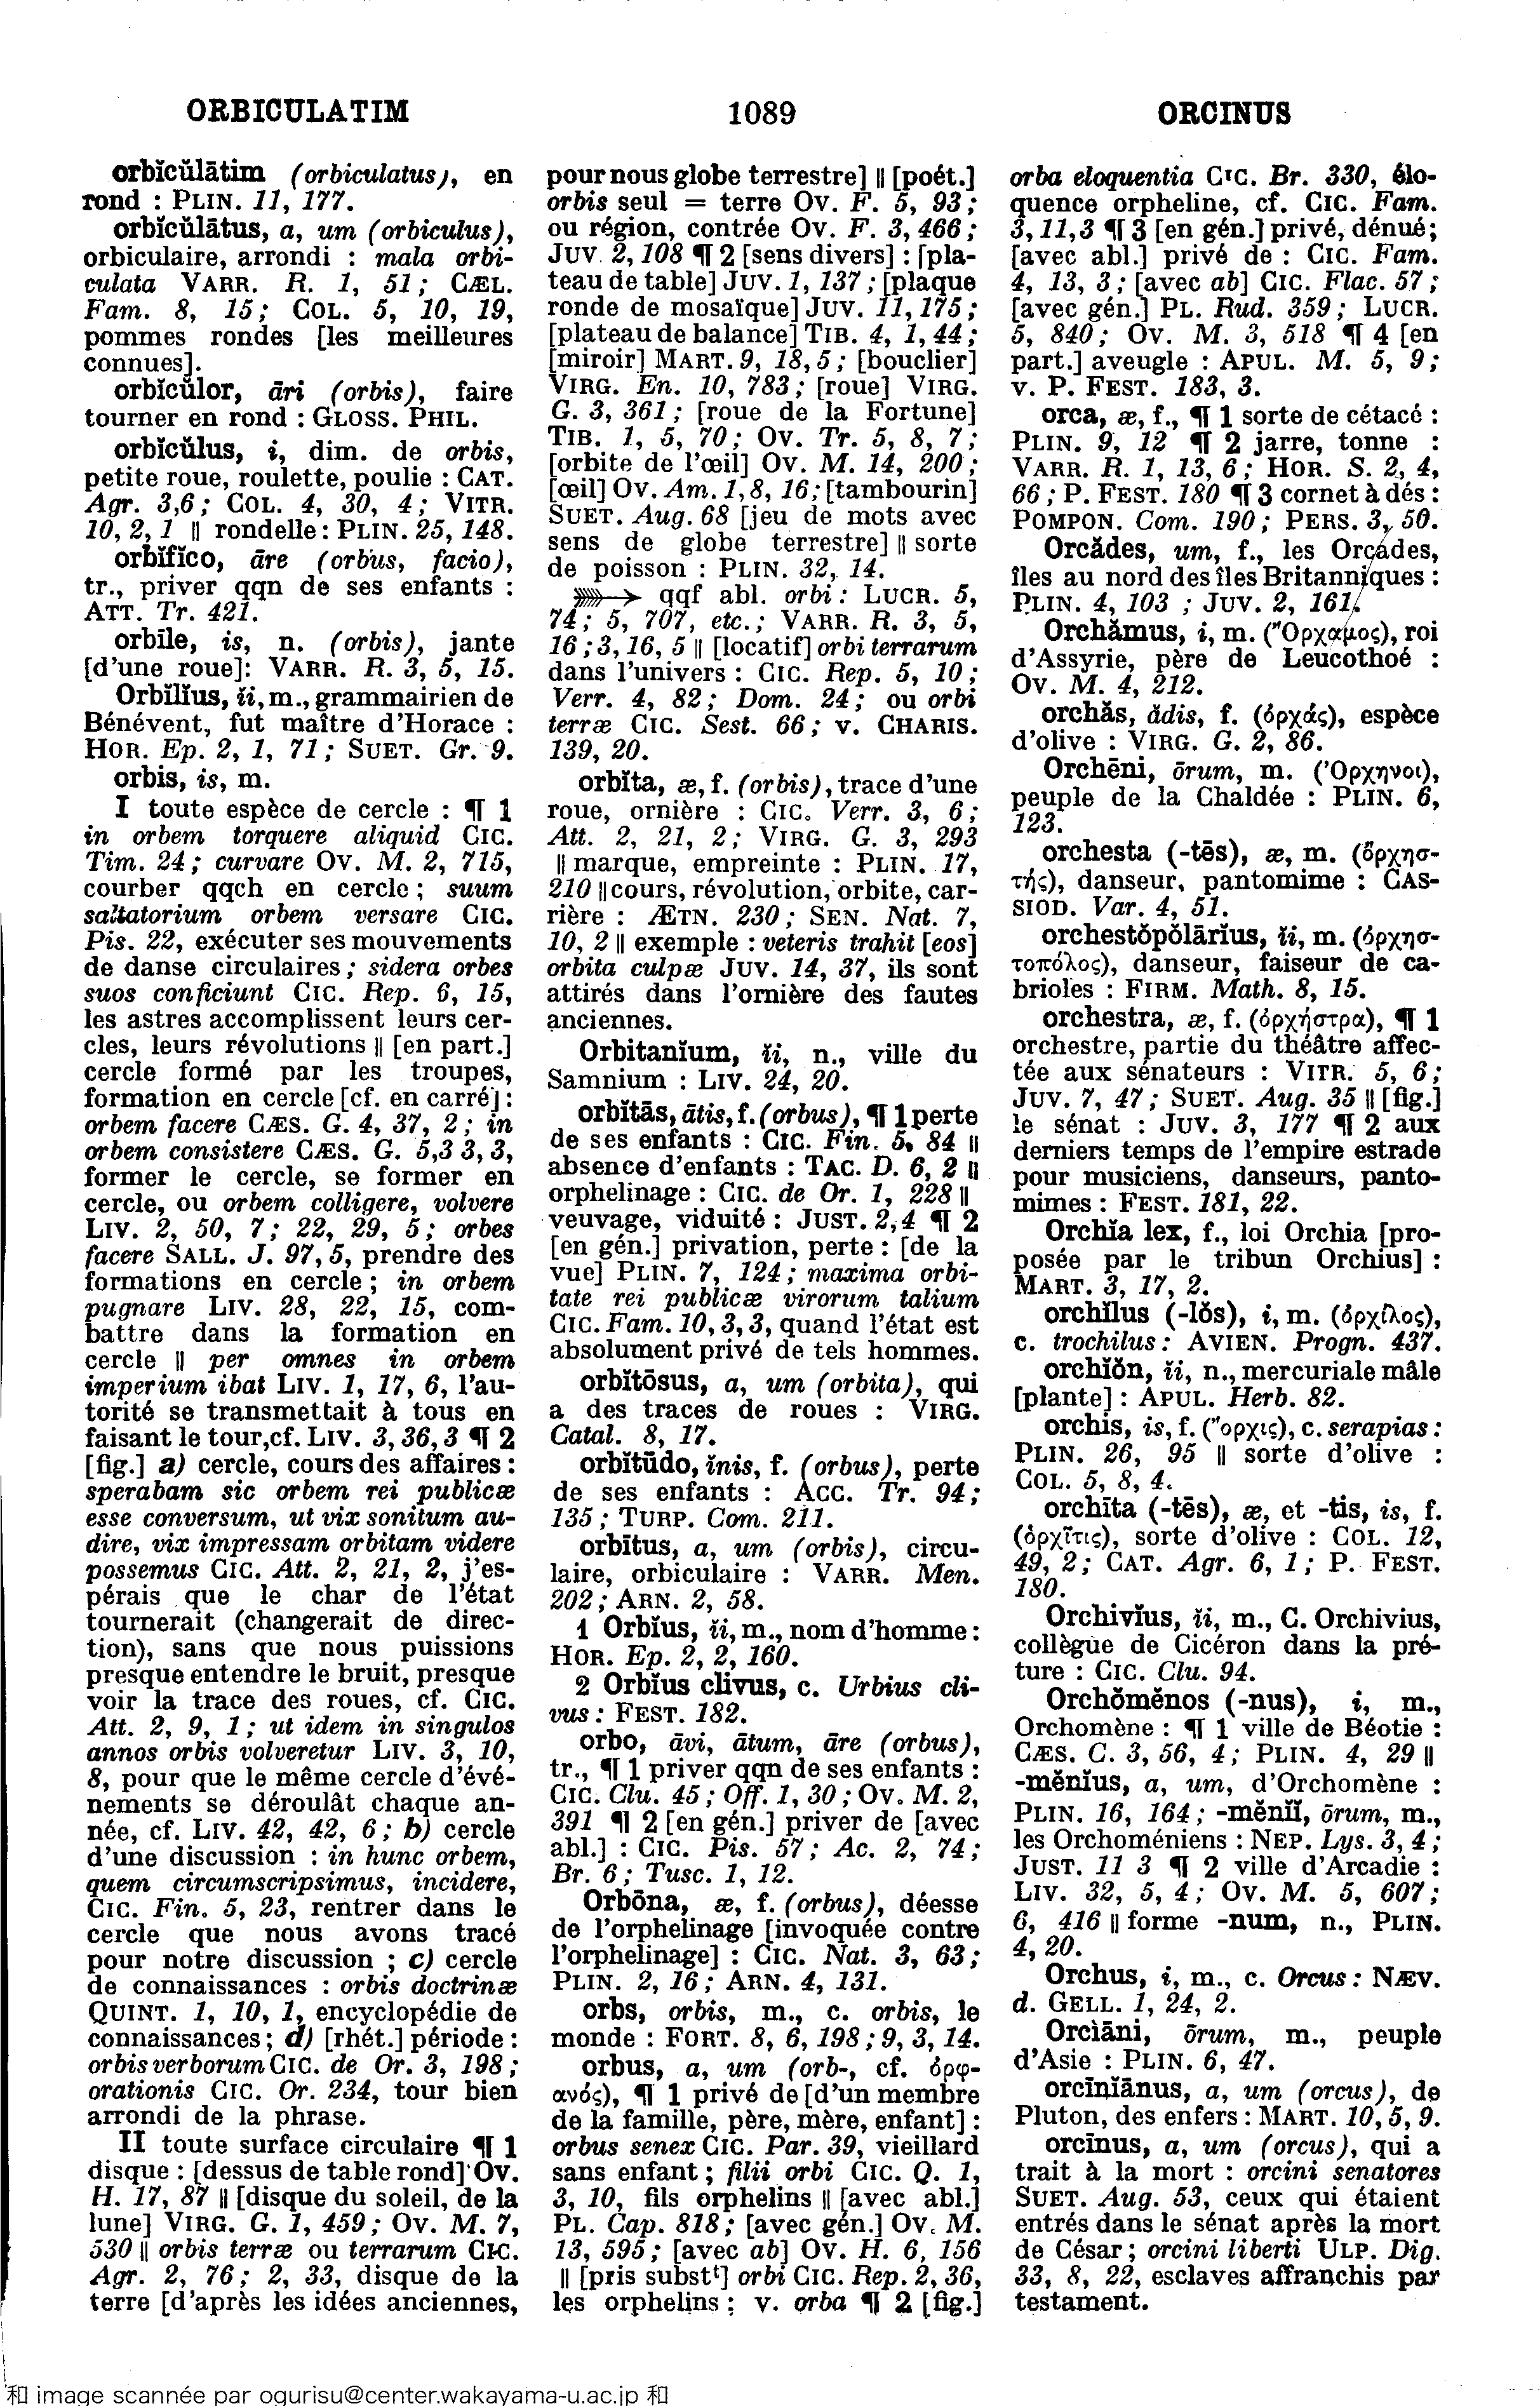 ORBICULATIM
1089
ORCINUS
orbĭcŭlātim (orbiculatus), en
rond : PLIN. 11, 177.
orbĭcŭlātus, a, um (orbiculus),
orbiculaire, arrondi : mala orbi-
culata VARR. R. 1, 51 ; CÆL.
Fam. 8, 15 ; COL. 5, 10, 19,
pommes rondes [les meilleures
connues].
orbĭcŭlor, āri (orbis), faire
tourner en rond : GLOSS. PHIL.
orbĭcŭlus, i, dim. de orbis,
petite roue, roulette, poulie : CAT.
Agr. 3,6 ; COL. 4, 30, 4 ; VITR.
10, 2, 1 || rondelle : PLIN. 25, 148.
orbĭfĭco, āre (orbus, facio),
tr., priver qqn de ses enfants :
ATT. Tr. 421.
orbīle, is, n. (orbis), jante
[d'une roue]: VARR. R. 3, 5, 15.
Orbĭlĭus, ĭi, m., grammairien de
Bénévent, fut maître d'Horace :
HOR. Ep. 2, 1, 71 ; SUET. Gr. 9.
orbis, is, m.
I toute espèce de cercle : ¶ 1
in orbem torquere aliquid CIC.
Tim. 24 ; curvare OV. M. 2, 715,
courber qqch en cercle ; suum
saltatorium orbem versare CIC.
Pis. 22, exécuter ses mouvements
de danse circulaires ; sidera orbes
suos conficiunt CIC. Rep. 6, 15,
les astres accomplissent leurs cer-
cles, leurs révolutions || [en part.]
cercle formé par les troupes,
formation en cercle [cf. en carré] :
orbem facere CÆS. G. 4, 37, 2 ; in
orbem consistere CÆS. G. 5,3 3, 3,
former le cercle, se former en
cercle, ou orbem colligere, volvere
LIV. 2, 50, 7 ; 22, 29, 5 ; orbes
facere SALL. J. 97, 5, prendre des
formations en cercle ; in orbem
pugnare LIV. 28, 22, 15, com-
battre dans la formation en
cercle || per omnes in orbem
imperium ibat LIV. 1, 17, 6, l'au-
torité se transmettait à tous en
faisant le tour,cf. LIV. 3, 36, 3 ¶ 2
[fig.] a) cercle, cours des affaires :
sperabam sic orbem rei publicæ
esse conversum, ut vix sonitum au-
dire, vix impressam orbitam videre
possemus CIC. Att. 2, 21, 2, j'es-
pérais que le char de l'état
tournerait (changerait de direc-
tion), sans que nous puissions
presque entendre le bruit, presque
voir la trace des roues, cf. CIC.
Att. 2, 9, 1 ; ut idem in singulos
annos orbis volveretur LIV. 3, 10,
8, pour que le même cercle d'évé-
nements se déroulât chaque an-
née, cf. LIV. 42, 42, 6 ; b) cercle
d'une discussion : in hunc orbem,
quem circumscripsimus, incidere,
CIC. Fin. 5, 23, rentrer dans le
cercle que nous avons tracé
pour notre discussion ; c) cercle
de connaissances : orbis doctrinæ
QUINT. 1, 10, 1, encyclopédie de
connaissances ; d) [rhét.] période :
orbis verborum CIC. de Or. 3, 198 ;
orationis CIC. Or. 234, tour bien
arrondi de la phrase.
II toute surface circulaire ¶ 1
disque : [dessus de table rond] OV.
H. 17, 87 || [disque du soleil, de la
lune] VIRG. G. 1, 459 ; OV. M. 7,
530 || orbis terræ ou terrarum CIC.
Agr. 2, 76 ; 2, 33, disque de la
terre [d'après les idées anciennes,
pour nous globe terrestre] || [poét.]
orbis seul = terre OV. F. 5, 93 ;
ou région, contrée OV. F. 3, 466 ;
JUV. 2, 108 ¶ 2 [sens divers] : [pla-
teau de table] JUV. 1, 137 ; [plaque
ronde de mosaïque] JUV. 11, 175 ;
[plateau de balance] TIB. 4, 1, 44 ;
[miroir] MART. 9, 18, 5 ; [bouclier]
VIRG. En. 10, 783 ; [roue] VIRG.
G. 3, 361 ; [roue de la Fortune]
TIB. 1, 5, 70 ; OV. Tr. 5, 8, 7 ;
[orbite de l'œil] OV. M. 14, 200 ;
[œil] OV. Am. 1, 8, 16 ; [tambourin]
SUET. Aug. 68 [jeu de mots avec
sens de globe terrestre] || sorte
de poisson : PLIN. 32, 14.
➳ qqf abl. orbi : LUCR. 5,
74 ; 5, 707, etc. ; VARR. R. 3, 5,
16 ; 3, 16, 5 || [locatif] orbi terrarum
dans l'univers : CIC. Rep. 5, 10 ;
Verr. 4, 82 ; Dom. 24 ; ou orbi
terræ CIC. Sest. 66 ; v. CHARIS.
139, 20.
orbĭta, æ, f. (orbis), trace d'une
roue, ornière : CIC. Verr. 3, 6 ;
Att. 2, 21, 2 ; VIRG. G. 3, 293
|| marque, empreinte : PLIN. 17,
210 || cours, révolution, orbite, car-
rière : ÆTN. 230 ; SEN. Nat. 7,
10, 2 || exemple : veteris trahit [eos]
orbita culpæ JUV. 14, 37, ils sont
attirés dans l'ornière des fautes
anciennes.
Orbitanĭum, ĭi, n., ville du
Samnium : LIV. 24, 20.
orbĭtās, ātis, f. (orbus), ¶ 1 perte
de ses enfants : CIC. Fin. 5, 84 ||
absence d'enfants : TAC. D. 6, 2 ||
orphelinage : CIC. de Or. 1, 228 ||
veuvage, viduité : JUST. 2,4 ¶ 2
[en gén.] privation, perte : [de la
vue] PLIN. 7, 124 ; maxima orbi-
tate rei publicæ virorum talium
CIC. Fam. 10, 3, 3, quand l'état est
absolument privé de tels hommes.
orbĭtōsus, a, um (orbita), qui
a des traces de roues : VIRG.
Catal. 8, 17.
orbĭtūdo, ĭnis, f. (orbus), perte
de ses enfants : ACC. Tr. 94 ;
135 ; TURP. Com. 211.
orbītus, a, um (orbis), circu-
laire, orbiculaire : VARR. Men.
202 ; ARN. 2, 58.
1 Orbĭus, ĭi, m., nom d'homme :
HOR. Ep. 2, 2, 160.
2 Orbĭus clivus, c. Urbius cli-
vus : FEST. 182.
orbo, āvi, ātum, āre (orbus),
tr., ¶ 1 priver qqn de ses enfants :
CIC. Clu. 45 ; Off. 1, 30 ; OV. M. 2,
391 ¶ 2 [en gén.] priver de [avec
abl.] : CIC. Pis. 57 ; Ac. 2, 74 ;
Br. 6 ; Tusc. 1, 12.
Orbōna, æ, f. (orbus), déesse
de l'orphelinage [invoquée contre
l'orphelinage] : CIC. Nat. 3, 63 ;
PLIN. 2, 16 ; ARN. 4, 131.
orbs, orbis, m., c. orbis, le
monde : FORT. 8, 6, 198 ; 9, 3, 14.
orbus, a, um (orb-, cf. ὀρφ-
ανός), ¶ 1 privé de [d'un membre
de la famille, père, mère, enfant] :
orbus senex CIC. Par. 39, vieillard
sans enfant ; filii orbi CIC. Q. 1,
3, 10, fils orphelins || [avec abl.]
PL. Cap. 818 ; [avec gén.] OV. M.
13, 595 ; [avec ab] OV. H. 6, 156
|| [pris substᵗ] orbi CIC. Rep. 2, 36,
les orphelins ; v. orba ¶ 2 [fig.]
orba eloquentia CIC. Br. 330, élo-
quence orpheline, cf. CIC. Fam.
3, 11, 3 ¶ 3 [en gén.] privé, dénué ;
[avec abl.] privé de : CIC. Fam.
4, 13, 3 ; [avec ab] CIC. Flac. 57 ;
[avec gén.] PL. Rud. 359 ; LUCR.
5, 840 ; OV. M. 3, 518 ¶ 4 [en
part.] aveugle : APUL. M. 5, 9 ;
v. P. FEST. 183, 3.
orca, æ, f., ¶ 1 sorte de cétacé :
PLIN. 9, 12 ¶ 2 jarre, tonne :
VARR. R. 1, 13, 6 ; HOR. S. 2, 4,
66 ; P. FEST. 180 ¶ 3 cornet à dés :
POMPON. Com. 190 ; PERS. 3, 50.
Orcădes, um, f., les Orcades,
îles au nord des îles Britanniques :
PLIN. 4, 103 ; JUV. 2, 161.
Orchămus, i, m. (Ὄρχαμος), roi
d'Assyrie, père de Leucothoé :
OV. M. 4, 212.
orchăs, ădis, f. (ὀρχάς), espèce
d'olive : VIRG. G. 2, 86.
Orchēni, ōrum, m. (Ὀρχηνοι),
peuple de la Chaldée : PLIN. 6,
123.
orchesta (-tēs), æ, m. (ὄρχησ-
τής), danseur, pantomime : CAS-
SIOD. Var. 4, 51.
orchestŏpŏlārĭus, ĭi, m. (ὀρχησ-
τοπόλος), danseur, faiseur de ca-
brioles : FIRM. Math. 8, 15.
orchestra, æ, f. (ὀρχήστρα), ¶ 1
orchestre, partie du théâtre affec-
tée aux sénateurs : VITR. 5, 6 ;
JUV. 7, 47 ; SUET. Aug. 35 || [fig.]
le sénat : JUV. 3, 177 ¶ 2 aux
derniers temps de l'empire estrade
pour musiciens, danseurs, panto-
mimes : FEST. 181, 22.
Orchĭa lex, f., loi Orchia [pro-
posée par le tribun Orchius] :
MART. 3, 17, 2.
orchĭlus (-lŏs), i, m. (ὀρχίλος),
c. trochilus : AVIEN. Progn. 437.
orchĭŏn, ĭi, n., mercuriale mâle
[plante] : APUL. Herb. 82.
orchis, is, f. (ὄρχις), c. serapias :
PLIN. 26, 95 || sorte d'olive :
COL. 5, 8, 4.
orchīta (-tēs), æ, et -tis, is, f.
(ὀρχῖτις), sorte d'olive : COL. 12,
49, 2 ; CAT. Agr. 6, 1 ; P. FEST.
180.
Orchivĭus, ĭi, m., C. Orchivius,
collègue de Cicéron dans la pré-
ture : CIC. Clu. 94.
Orchŏmĕnos (-nus), i, m.,
Orchomène : ¶ 1 ville de Béotie :
CÆS. C. 3, 56, 4 ; PLIN. 4, 29 ||
-mĕnĭus, a, um, d'Orchomène :
PLIN. 16, 164 ; -mĕnĭi, ōrum, m.,
les Orchoméniens : NEP. Lys. 3, 4 ;
JUST. 11 3 ¶ 2 ville d'Arcadie :
LIV. 32, 5, 4 ; OV. M. 5, 607 ;
6, 416 || forme -num, n., PLIN.
4, 20.
Orchus, i, m., c. Orcus : NÆV.
d. GELL. 1, 24, 2.
Orcĭāni, ōrum, m., peuple
d'Asie : PLIN. 6, 47.
orcīnĭānus, a, um (orcus), de
Pluton, des enfers : MART. 10, 5, 9.
orcīnus, a, um (orcus), qui a
trait à la mort : orcini senatores
SUET. Aug. 53, ceux qui étaient
entrés dans le sénat après la mort
de César ; orcini liberti ULP. Dig.
33, 8, 22, esclaves affranchis par
testament.
和 image scannée par ogurisu@center.wakayama-u.ac.jp 和